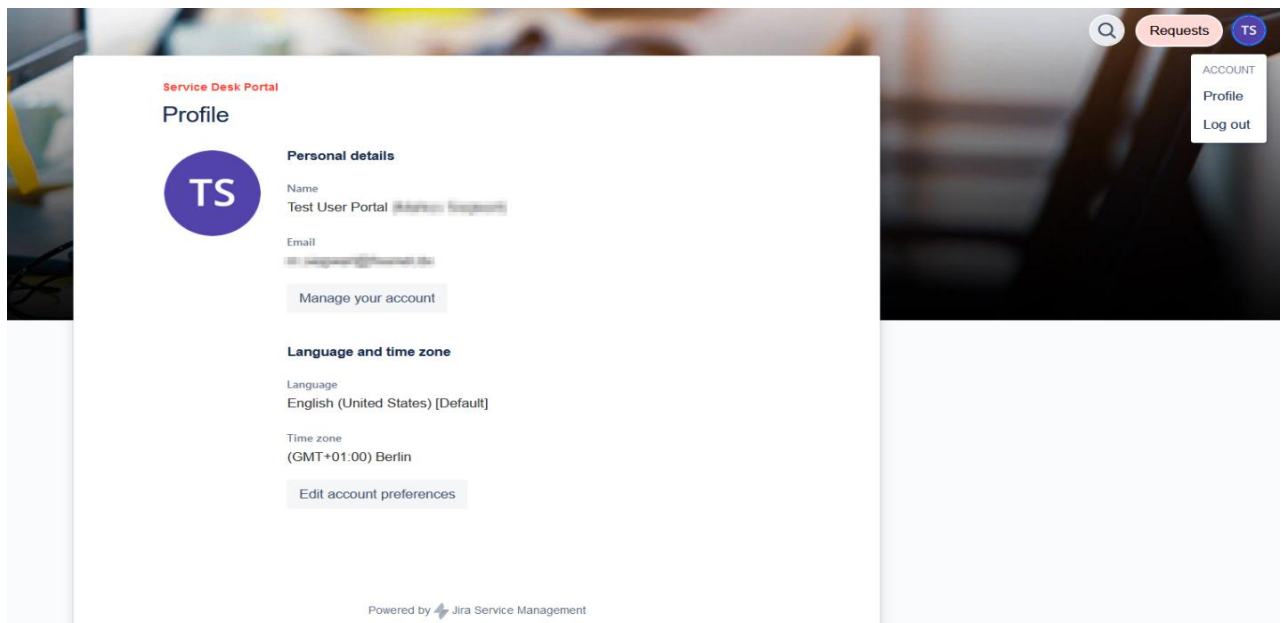 Requests
TS
ACCOUNT
Profile
Log out
Service Desk Portal
Profile
TS
Personal details
Name
Test User Portal
Email
Manage your account
Language and time zone
Language
English (United States) [Default]
Time zone
(GMT+01:00) Berlin
Edit account preferences
Powered by Jira Service Management